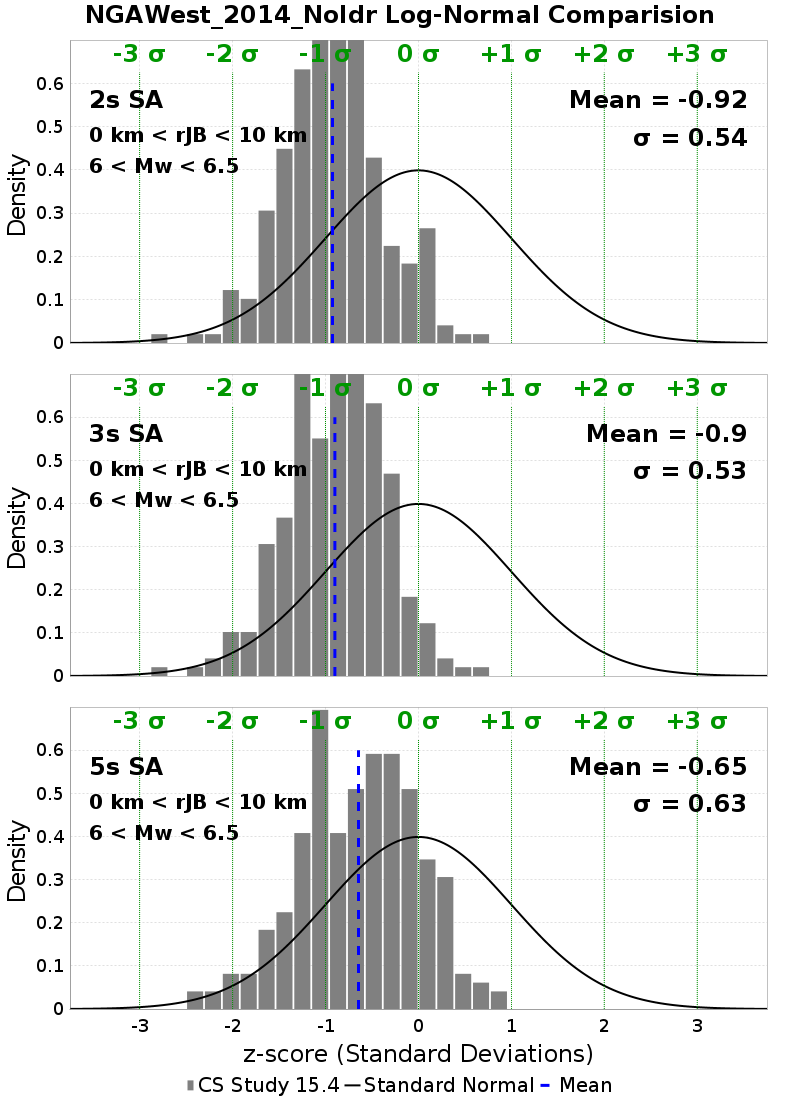 NGAWest_2014_NoIdr Log-Normal Comparision
-3 σ -2 σ -1 σ 0 σ +1 σ +2 σ +3 σ
2s SA
Mean = -0.92
0 km < rJB < 10 km
σ = 0.54
6 < Mw < 6.5
0.6
0.5
0.4
0.3
0.2
0.1
0
Density
-3 σ -2 σ -1 σ 0 σ +1 σ +2 σ +3 σ
3s SA
Mean = -0.9
0 km < rJB < 10 km
σ = 0.53
6 < Mw < 6.5
0.6
0.5
0.4
0.3
0.2
0.1
0
Density
-3 σ -2 σ -1 σ 0 σ +1 σ +2 σ +3 σ
5s SA
Mean = -0.65
0 km < rJB < 10 km
σ = 0.63
6 < Mw < 6.5
0.6
0.5
0.4
0.3
0.2
0.1
0
Density
-3 -2 -1 0 1 2 3
z-score (Standard Deviations)
CS Study 15.4 Standard Normal Mean